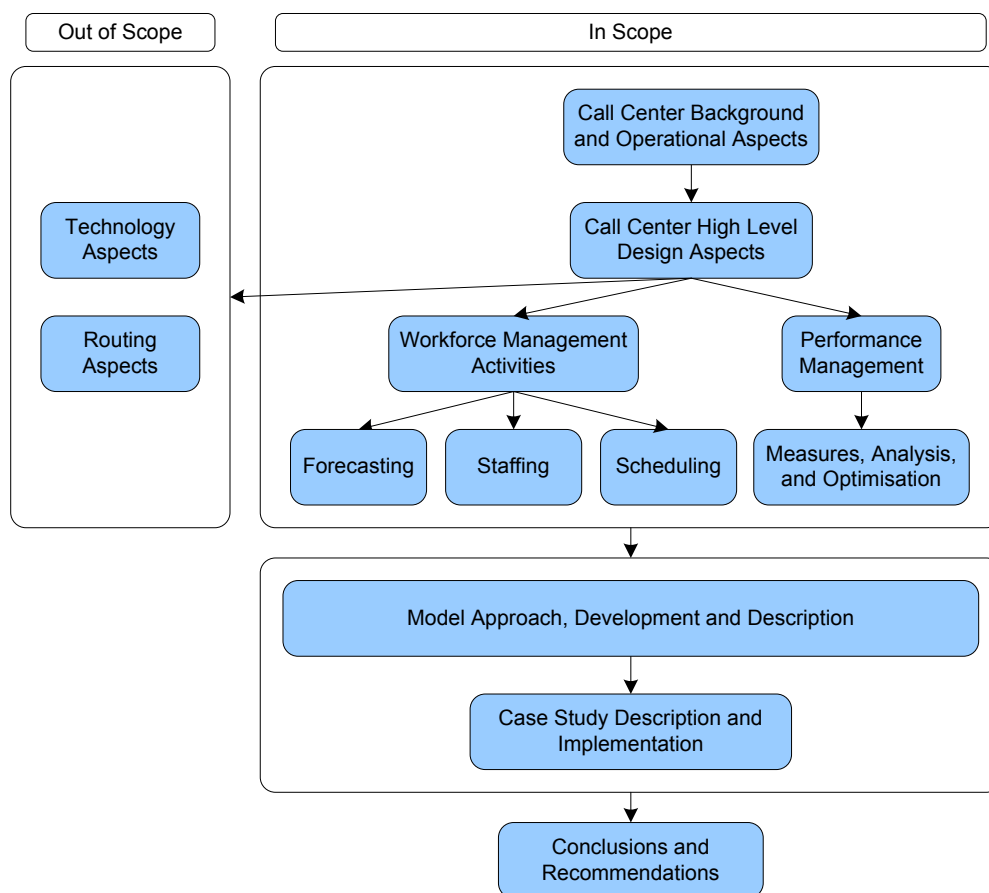 Out of Scope
In Scope
Call Center Background
and Operational Aspects
Technology
Aspects
Call Center High Level
Design Aspects
Routing
Aspects
Workforce Management
Activities
Performance
Management
Forecasting
Staffing
Scheduling
Measures, Analysis,
and Optimisation
Model Approach, Development and Description
Case Study Description and
Implementation
Conclusions and
Recommendations